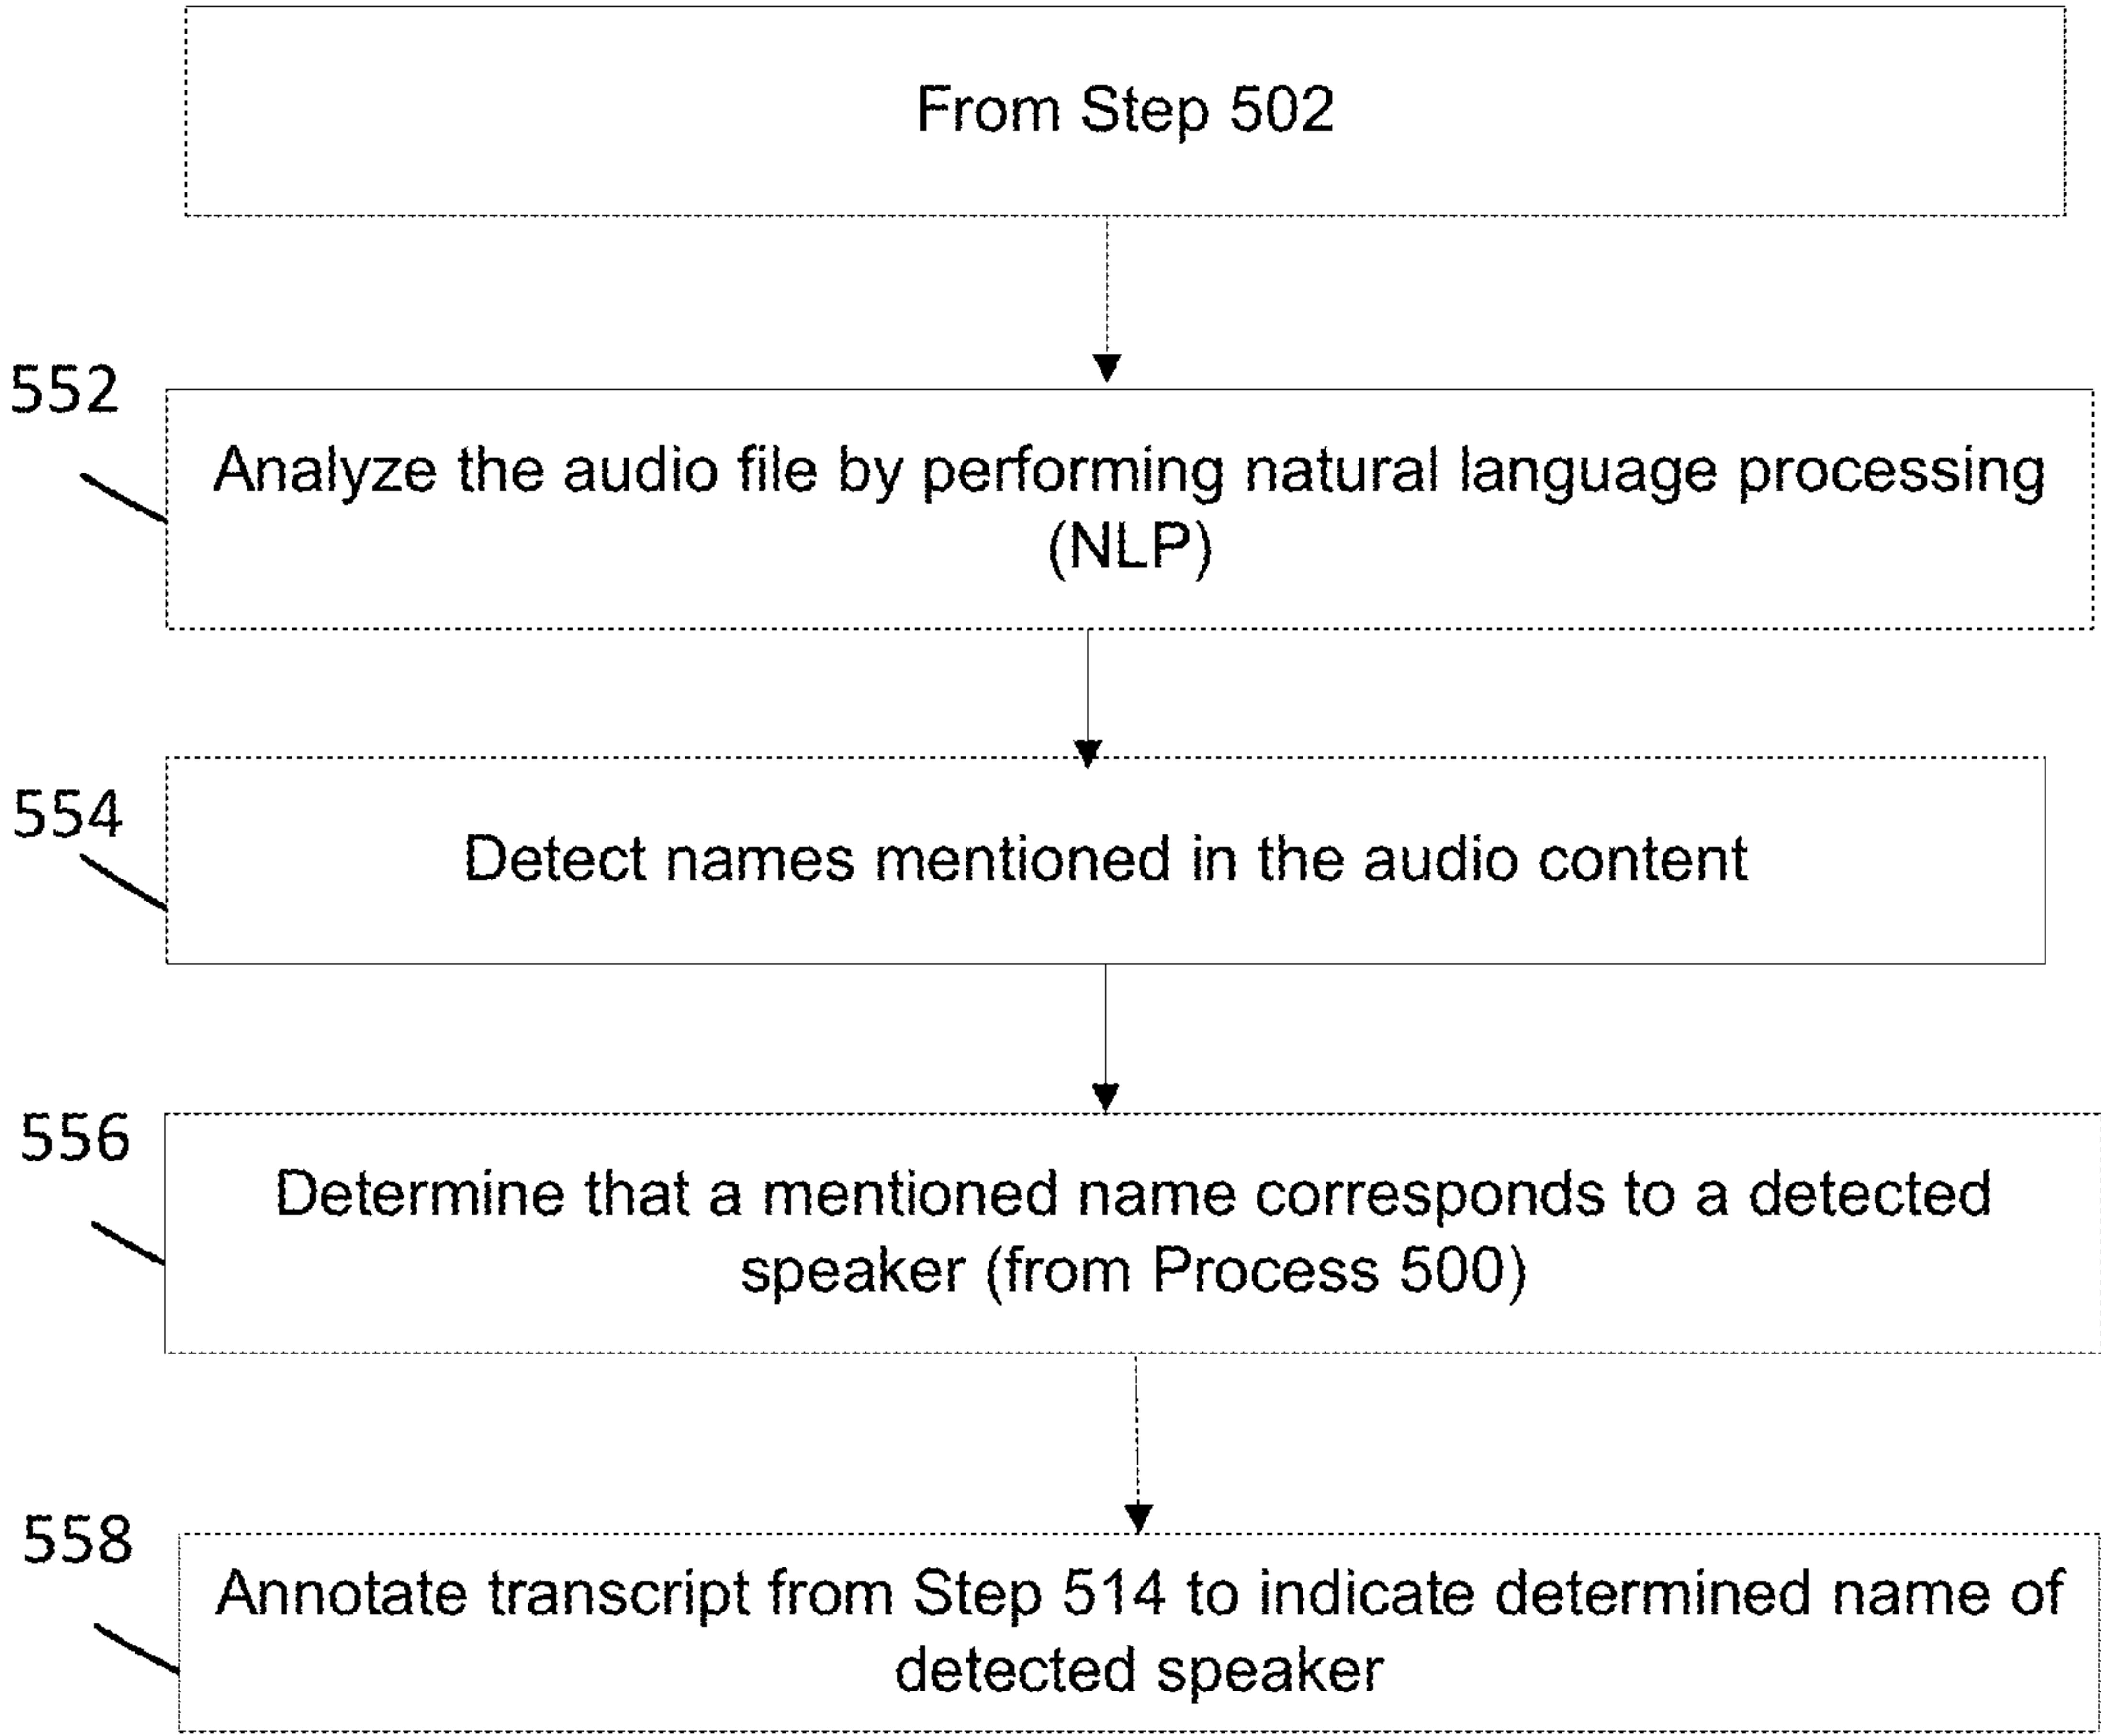 From Step 502
552
Analyze the audio file by performing natural language processing
(NLP)
554
Detect names mentioned in the audio content
556
Determine that a mentioned name corresponds to a detected
speaker (from Process 500)
558
Annotate transcript from Step 514 to indicate determined name of
detected speaker